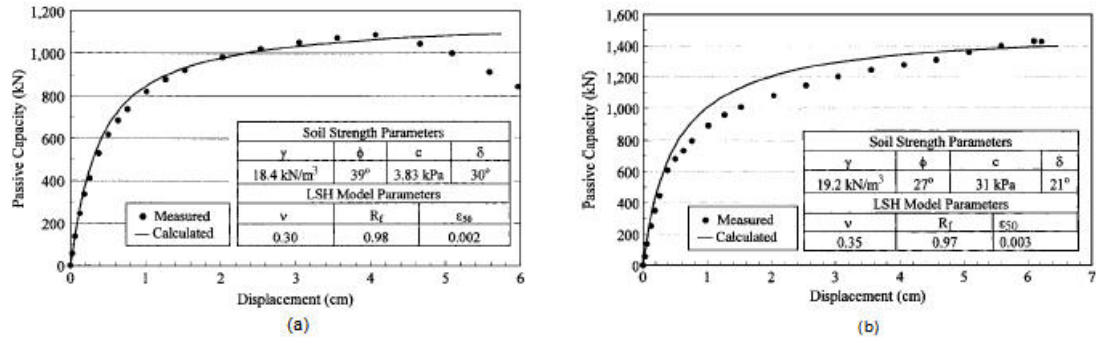 1,200
1,000
800
600
400
200
0
Passive Capacity (kN)
Soil Strength Parameters
γ ϕ c δ
18.4 kN/m³ 39° 3.83 kPa 30°
LSH Model Parameters
ν R_f ε₅₀
0.30 0.98 0.002
Measured
Calculated
0 1 2 3 4 5 6
Displacement (cm)
(a)
1,600
1,400
1,200
1,000
800
600
400
200
0
Passive Capacity (kN)
Soil Strength Parameters
γ ϕ c δ
19.2 kN/m³ 27° 31 kPa 21°
LSH Model Parameters
ν R_f ε₅₀
0.35 0.97 0.003
Measured
Calculated
0 1 2 3 4 5 6 7
Displacement (cm)
(b)